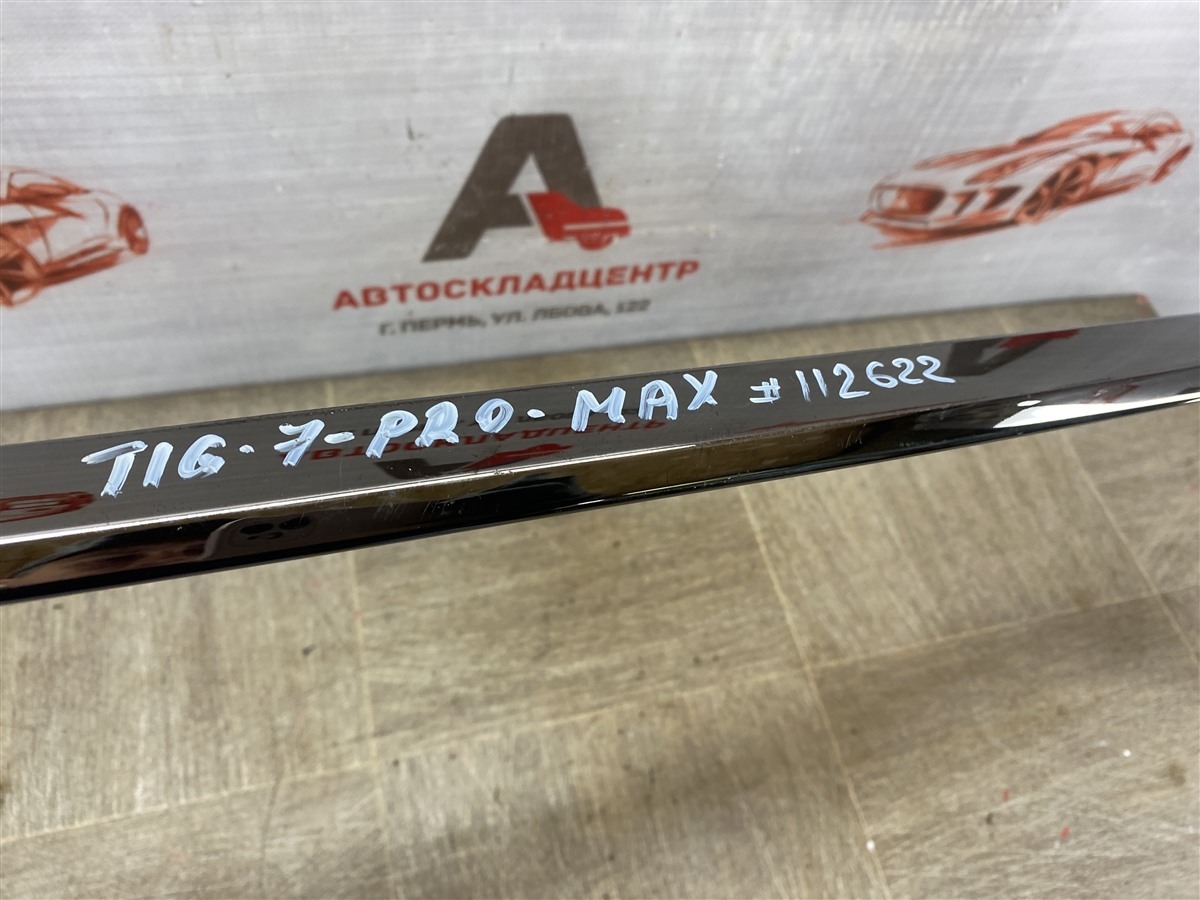 АВТОСКЛАДЦЕНТР
Г. ПЕРМЬ, УЛ. ЛБОВА, 122
TIG-7-PRO-MAX #112622